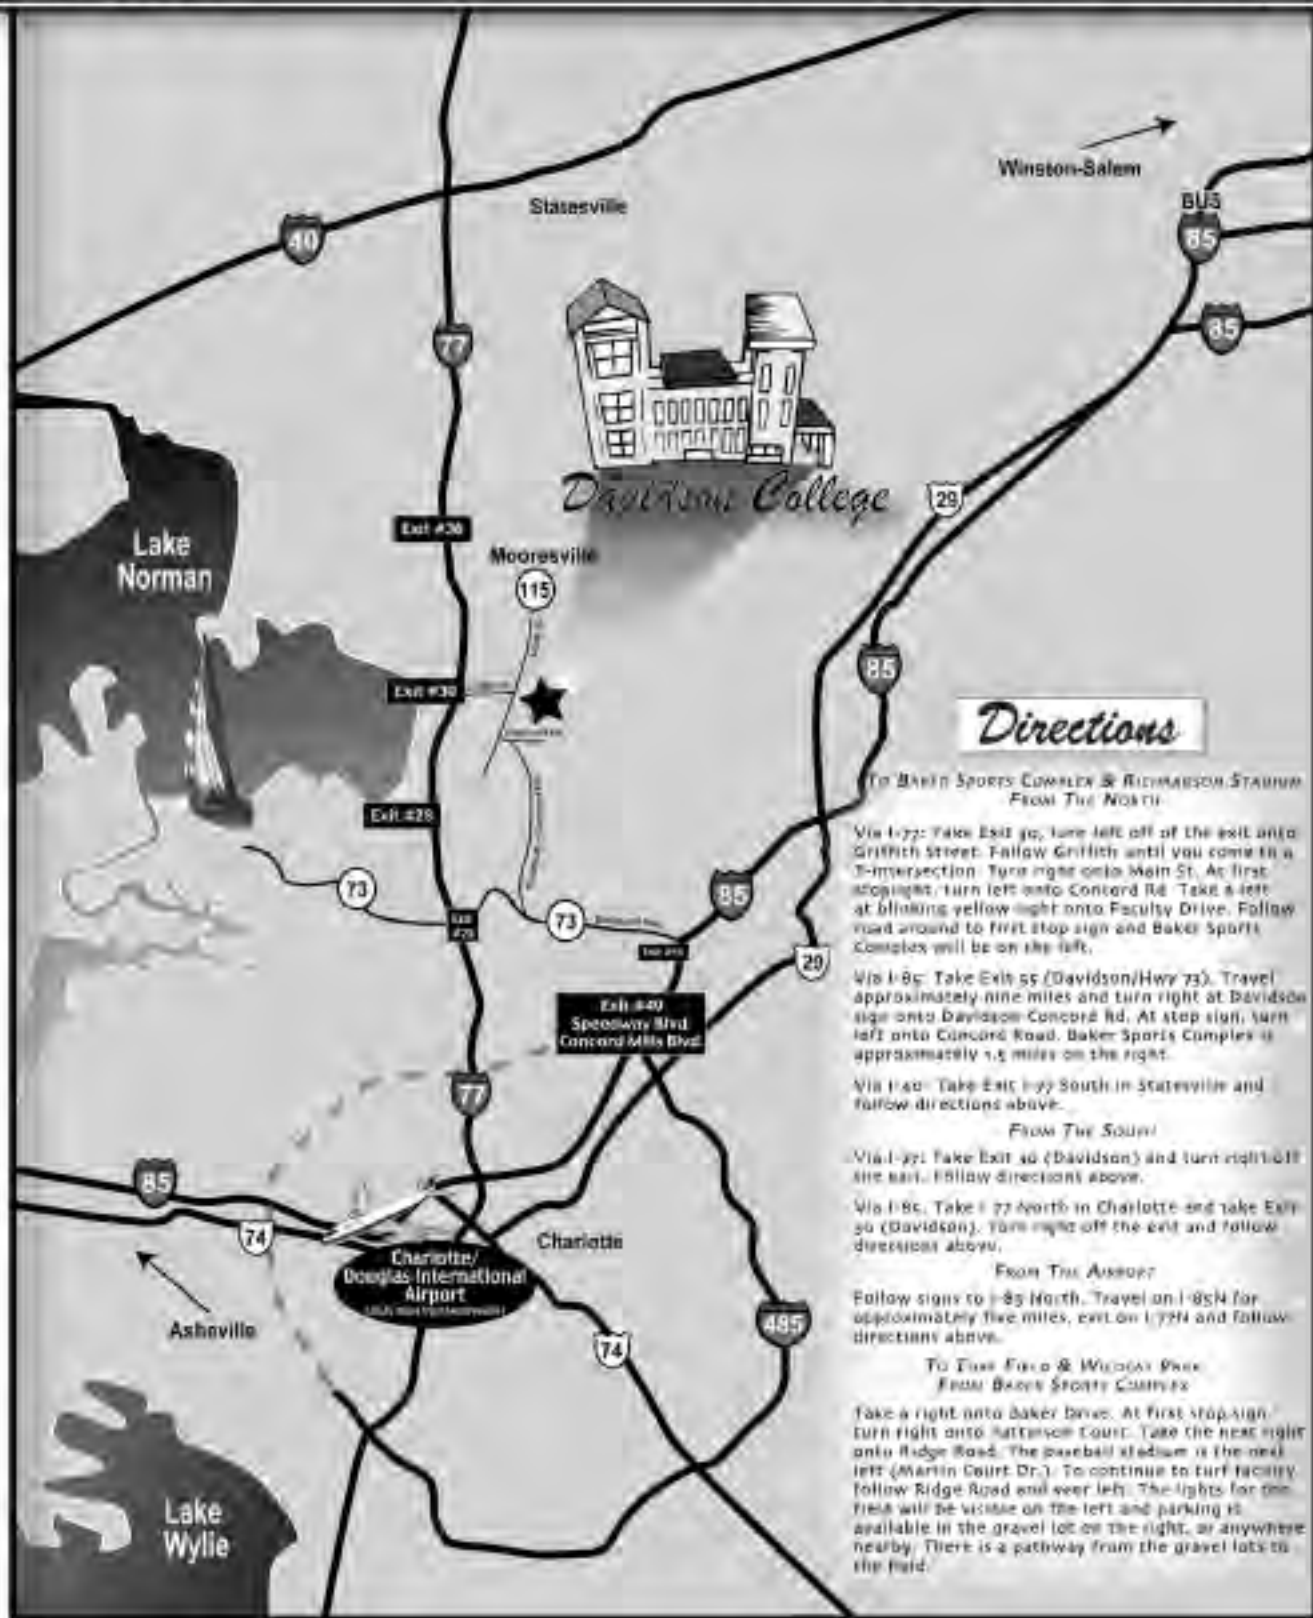 Winston-Salem
Statesville
BUS
85
40
85
77
Davidson College
29
Exit #36
Mooresville
Lake
Norman
115
85
Exit #30
Directions
TO BAKER SPORTS COMPLEX & RICHARDSON STADIUM
FROM THE NORTH
Via I-77: Take Exit 30, turn left off of the exit onto
Griffith Street. Follow Griffith until you come to a
T-intersection. Turn right onto Main St. At first
stoplight, turn left onto Concord Rd. Take a left
at blinking yellow light onto Faculty Drive. Follow
road around to first stop sign and Baker Sports
Complex will be on the left.
Via I-85: Take Exit 55 (Davidson/Hwy 73). Travel
approximately nine miles and turn right at Davidson
sign onto Davidson-Concord Rd. At stop sign, turn
left onto Concord Road. Baker Sports Complex is
approximately 1.5 miles on the right.
Via I-40: Take Exit I-77 South in Statesville and
follow directions above.
FROM THE SOUTH
Via I-77: Take Exit 30 (Davidson) and turn right off
the exit. Follow directions above.
Via I-85: Take I-77 North in Charlotte and take Exit
30 (Davidson). Turn right off the exit and follow
directions above.
FROM THE AIRPORT
Follow signs to I-85 North. Travel on I-85N for
approximately five miles, exit on I-77N and follow
directions above.
TO TURF FIELD & WILDCAT PARK
FROM BAKER SPORTS COMPLEX
Take a right onto Baker Drive. At first stop sign
turn right onto Patterson Court. Take the next right
onto Ridge Road. The baseball stadium is the next
left (Martin Court Dr.). To continue to turf facility,
follow Ridge Road and veer left. The lights for the
field will be visible on the left and parking is
available in the gravel lot on the right, or anywhere
nearby. There is a pathway from the gravel lots to
the field.
Exit #28
73
85
73
29
Exit #49
Speedway Blvd
Concord Mills Blvd.
77
85
74
Charlotte
Charlotte/
Douglas International
Airport
Asheville
485
74
Lake
Wylie